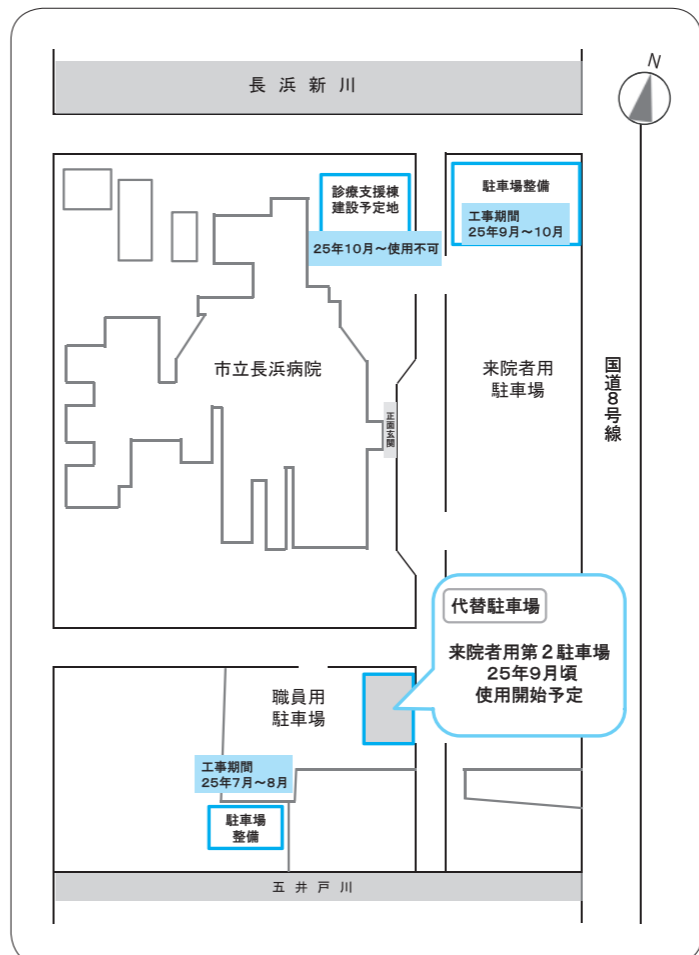 長浜新川
N
診療支援棟
建設予定地
25年10月～使用不可
駐車場整備
工事期間
25年9月～10月
市立長浜病院
正面玄関
来院者用
駐車場
国道8号線
代替駐車場
来院者用第2駐車場
25年9月頃
使用開始予定
職員用
駐車場
工事期間
25年7月～8月
駐車場
整備
五井戸川